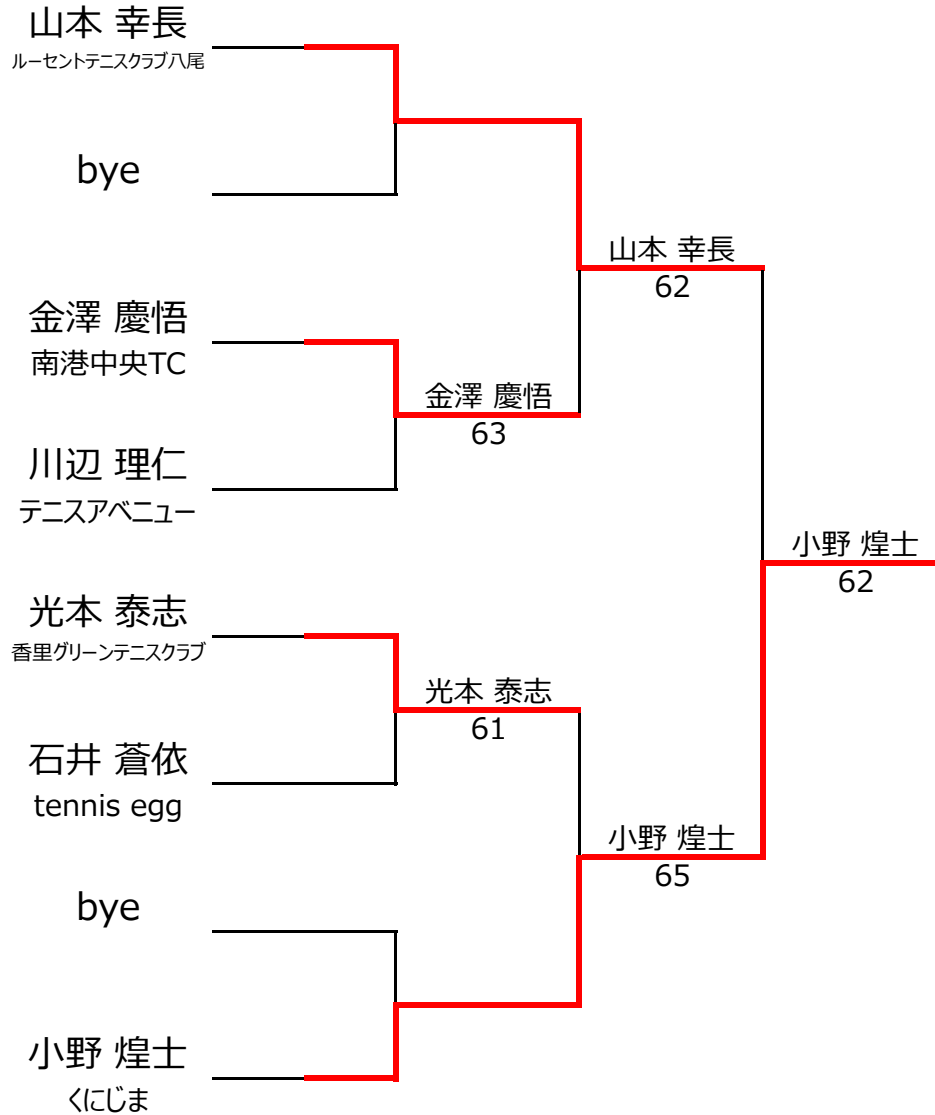 山本 幸長
ルーセントテニスクラブ八尾
bye
山本 幸長
62
金澤 慶悟
南港中央TC
金澤 慶悟
63
川辺 理仁
テニスアベニュー
小野 煌士
62
光本 泰志
香里グリーンテニスクラブ
光本 泰志
61
石井 蒼依
tennis egg
小野 煌士
65
bye
小野 煌士
くにじま